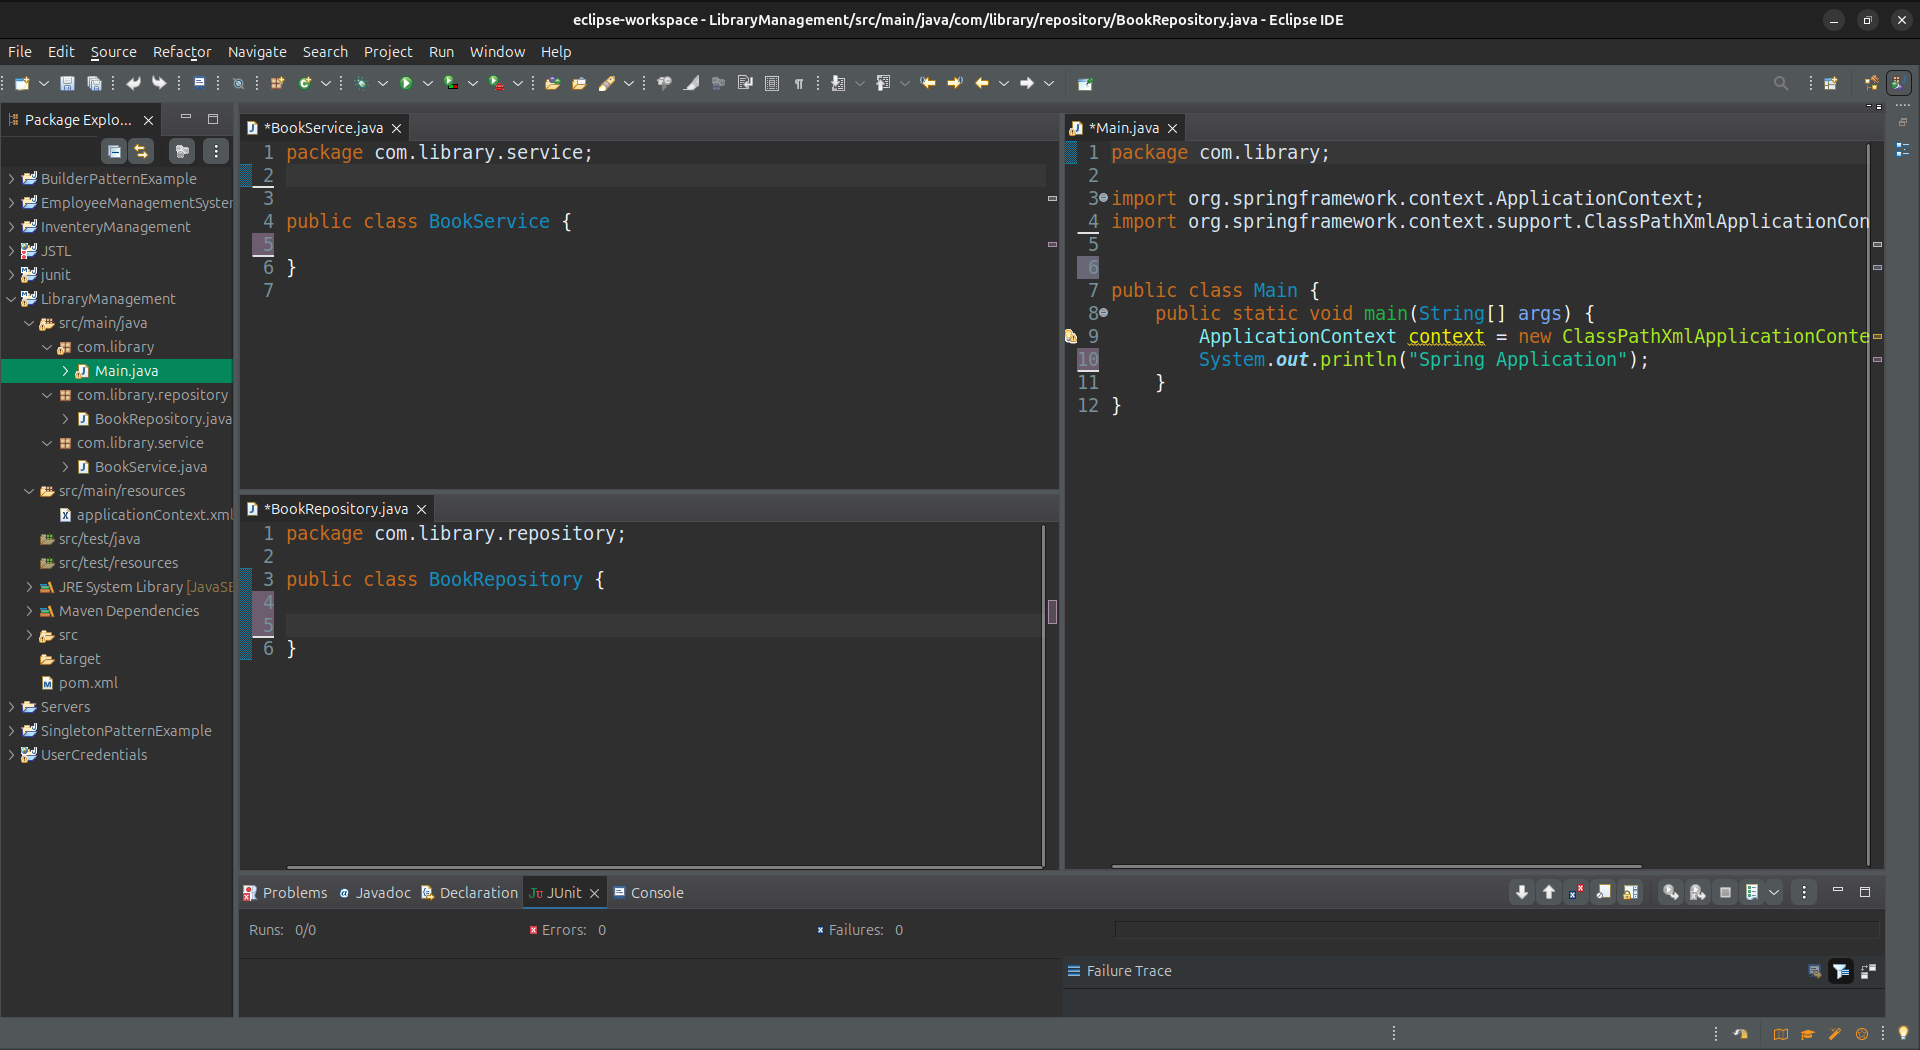 eclipse-workspace - LibraryManagement/src/main/java/com/library/repository/BookRepository.java - Eclipse IDE
File Edit Source Refactor Navigate Search Project Run Window Help
Package Explo...
BuilderPatternExample
EmployeeManagementSyster
InventeryManagement
JSTL
junit
LibraryManagement
src/main/java
com.library
Main.java
com.library.repository
BookRepository.java
com.library.service
BookService.java
src/main/resources
applicationContext.xml
src/test/java
src/test/resources
JRE System Library [JavaSE
Maven Dependencies
src
target
pom.xml
Servers
SingletonPatternExample
UserCredentials
*BookService.java
1 package com.library.service;
2
3
4 public class BookService {
5
6 }
7
*BookRepository.java
1 package com.library.repository;
2
3 public class BookRepository {
4
5
6 }
*Main.java
1 package com.library;
2
3 import org.springframework.context.ApplicationContext;
4 import org.springframework.context.support.ClassPathXmlApplicationCon
5
6
7 public class Main {
8 public static void main(String[] args) {
9 ApplicationContext context = new ClassPathXmlApplicationConte
10 System.out.println("Spring Application");
11 }
12 }
Problems Javadoc Declaration JUnit Console
Runs: 0/0 Errors: 0 Failures: 0
Failure Trace